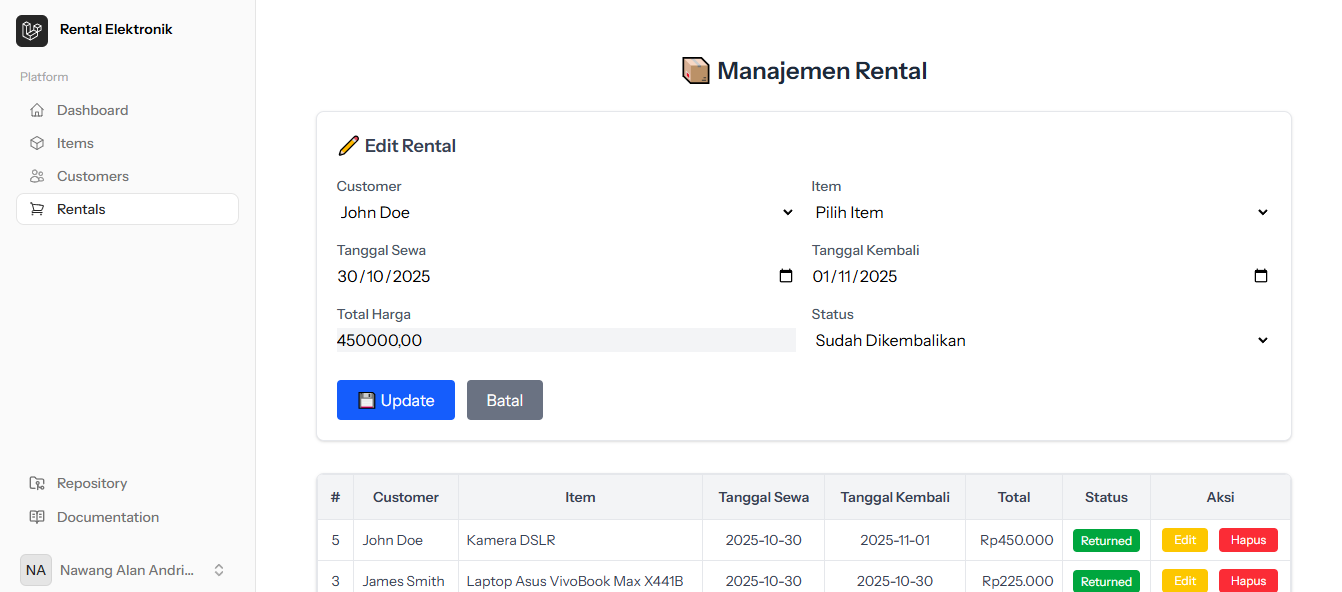 Rental Elektronik
Platform
Dashboard
Items
Customers
Rentals
Repository
Documentation
NA Nawang Alan Andri...
📦 Manajemen Rental
✏️ Edit Rental
Customer Item
John Doe Pilih Item
Tanggal Sewa Tanggal Kembali
30/10/2025 01/11/2025
Total Harga Status
450000,00 Sudah Dikembalikan
💾 Update Batal
# Customer Item Tanggal Sewa Tanggal Kembali Total Status Aksi
5 John Doe Kamera DSLR 2025-10-30 2025-11-01 Rp450.000 Returned Edit Hapus
3 James Smith Laptop Asus VivoBook Max X441B 2025-10-30 2025-10-30 Rp225.000 Returned Edit Hapus